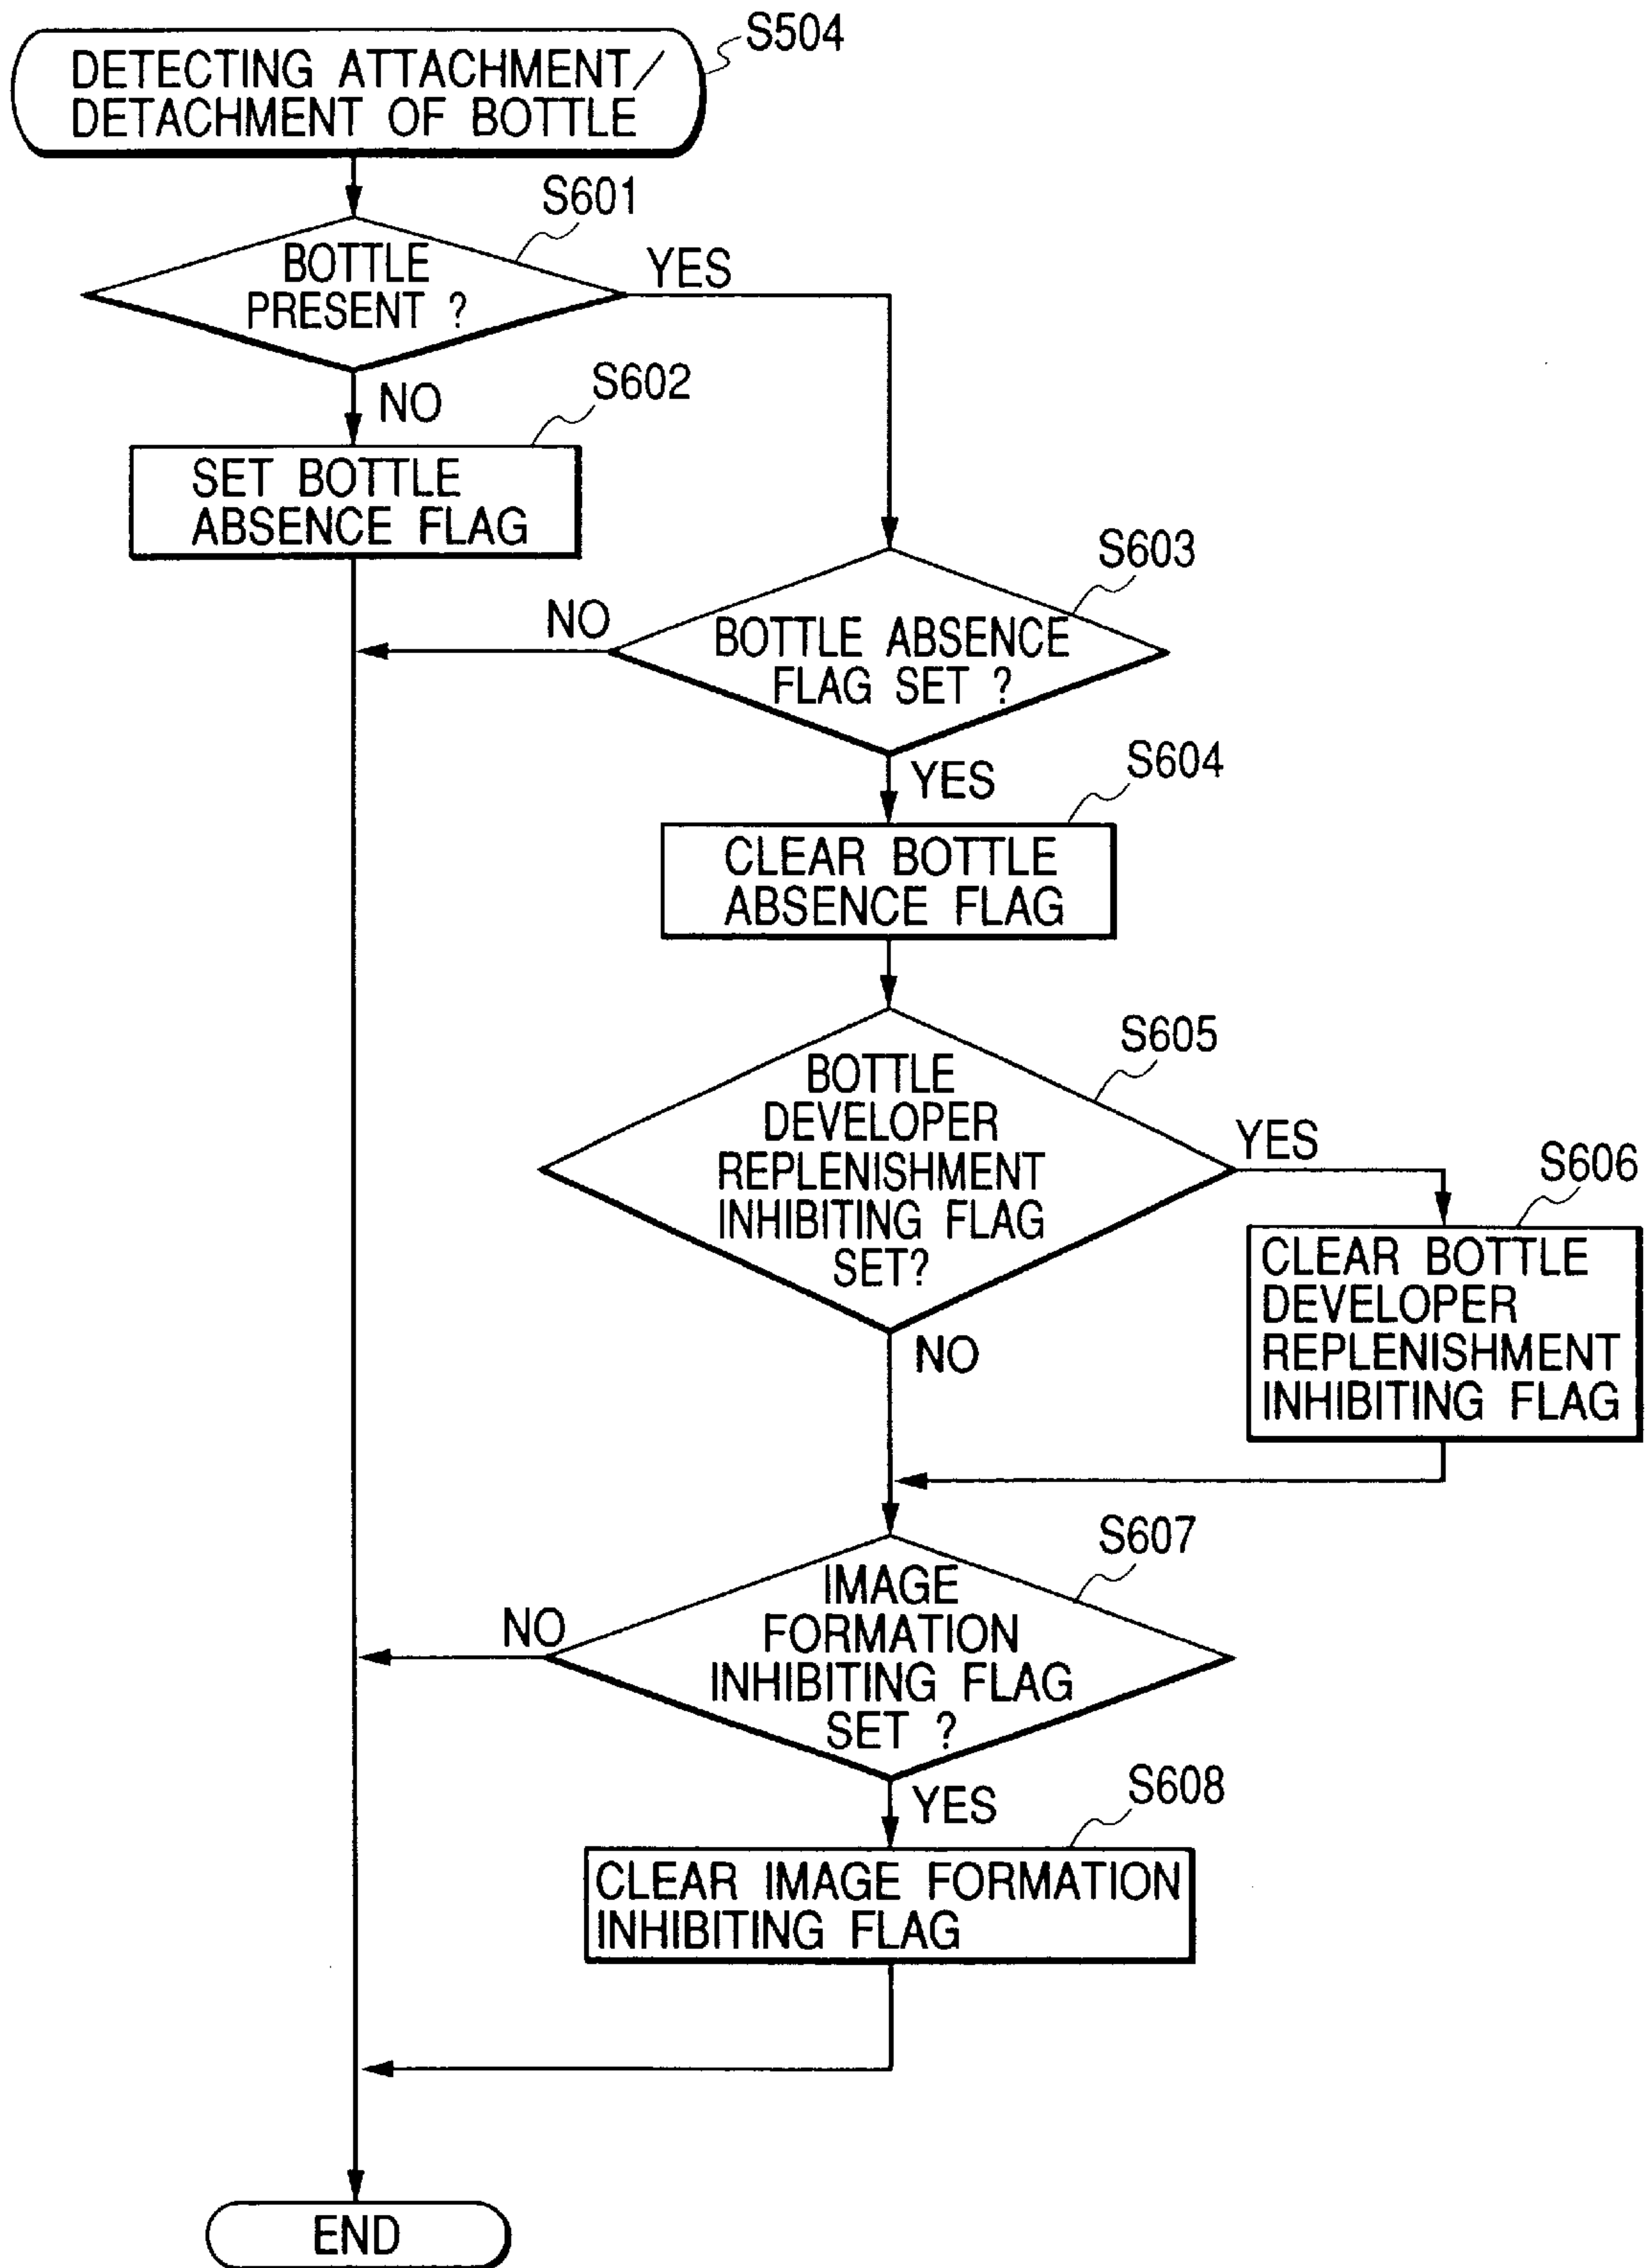 S504
DETECTING ATTACHMENT/
DETACHMENT OF BOTTLE
S601
BOTTLE
PRESENT ?
YES
NO
S602
SET BOTTLE
ABSENCE FLAG
S603
NO
BOTTLE ABSENCE
FLAG SET ?
YES
S604
CLEAR BOTTLE
ABSENCE FLAG
S605
BOTTLE
DEVELOPER
REPLENISHMENT
INHIBITING FLAG
SET?
YES
S606
CLEAR BOTTLE
DEVELOPER
REPLENISHMENT
INHIBITING FLAG
NO
S607
IMAGE
FORMATION
INHIBITING FLAG
SET ?
NO
YES
S608
CLEAR IMAGE FORMATION
INHIBITING FLAG
END